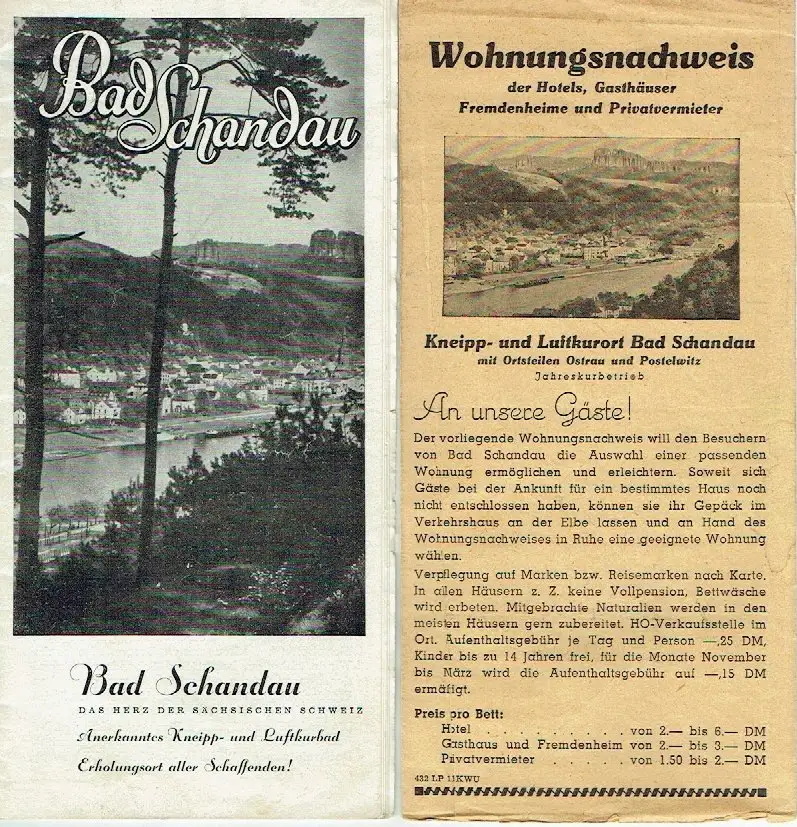 Bad
Schandau
Bad Schandau
DAS HERZ DER SÄCHSISCHEN SCHWEIZ
Anerkanntes Kneipp- und Luftkurbad
Erholungsort aller Schaffenden!
Wohnungsnachweis
der Hotels, Gasthäuser
Fremdenheime und Privatvermieter
Kneipp- und Luftkurort Bad Schandau
mit Ortsteilen Ostrau und Postelwitz
Jahreskurbetrieb
An unsere Gäste!
Der vorliegende Wohnungsnachweis will den Besuchern
von Bad Schandau die Auswahl einer passenden
Wohnung ermöglichen und erleichtern. Soweit sich
Gäste bei der Ankunft für ein bestimmtes Haus noch
nicht entschlossen haben, können sie ihr Gepäck im
Verkehrshaus an der Elbe lassen und an Hand des
Wohnungsnachweises in Ruhe eine geeignete Wohnung
wählen.
Verpflegung auf Marken bzw. Reisemarken nach Karte.
In allen Häusern z. Z. keine Vollpension, Bettwäsche
wird erbeten. Mitgebrachte Naturalien werden in den
meisten Häusern gern zubereitet. HO-Verkaufsstelle im
Ort. Aufenthaltsgebühr je Tag und Person —,25 DM,
Kinder bis zu 14 Jahren frei, für die Monate November
bis März wird die Aufenthaltsgebühr auf —,15 DM
ermäßigt.
Preis pro Bett:
Hotel . . . . . . . . . . von 2.— bis 6.— DM
Gasthaus und Fremdenheim von 2.— bis 3.— DM
Privatvermieter . . . . . von 1.50 bis 2.— DM
432 LP 11KWU